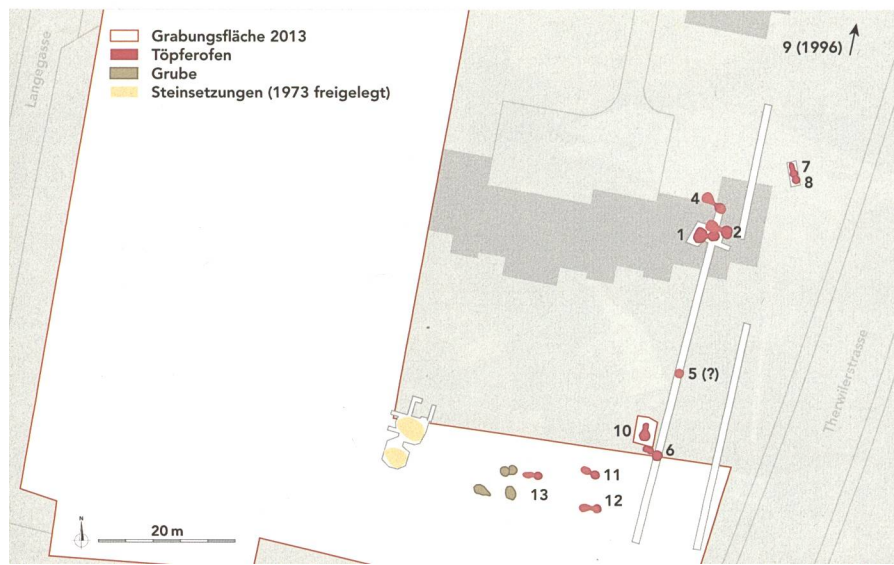 Grabungsfläche 2013
Töpferofen
Grube
Steinsetzungen (1973 freigelegt)
Langegasse
9 (1996)
7
8
4
1
2
5 (?)
Therwilerstrasse
10
6
11
13
12
N
20 m